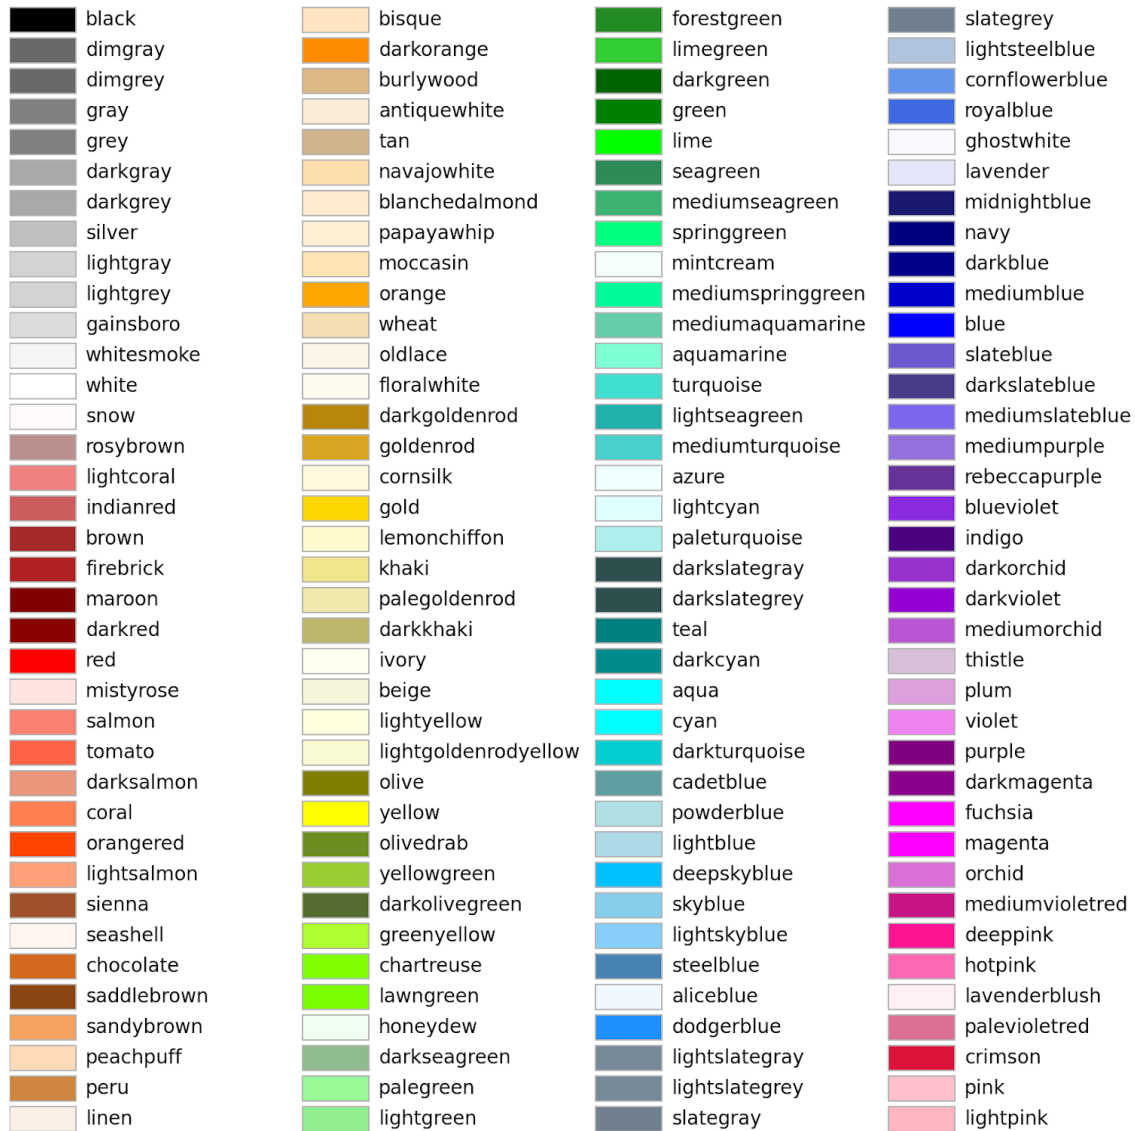 black
dimgray
dimgrey
gray
grey
darkgray
darkgrey
silver
lightgray
lightgrey
gainsboro
whitesmoke
white
snow
rosybrown
lightcoral
indianred
brown
firebrick
maroon
darkred
red
mistyrose
salmon
tomato
darksalmon
coral
orangered
lightsalmon
sienna
seashell
chocolate
saddlebrown
sandybrown
peachpuff
peru
linen
bisque
darkorange
burlywood
antiquewhite
tan
navajowhite
blanchedalmond
papayawhip
moccasin
orange
wheat
oldlace
floralwhite
darkgoldenrod
goldenrod
cornsilk
gold
lemonchiffon
khaki
palegoldenrod
darkkhaki
ivory
beige
lightyellow
lightgoldenrodyellow
olive
yellow
olivedrab
yellowgreen
darkolivegreen
greenyellow
chartreuse
lawngreen
honeydew
darkseagreen
palegreen
lightgreen
forestgreen
limegreen
darkgreen
green
lime
seagreen
mediumseagreen
springgreen
mintcream
mediumspringgreen
mediumaquamarine
aquamarine
turquoise
lightseagreen
mediumturquoise
azure
lightcyan
paleturquoise
darkslategray
darkslategrey
teal
darkcyan
aqua
cyan
darkturquoise
cadetblue
powderblue
lightblue
deepskyblue
skyblue
lightskyblue
steelblue
aliceblue
dodgerblue
lightslategray
lightslategrey
slategray
slategrey
lightsteelblue
cornflowerblue
royalblue
ghostwhite
lavender
midnightblue
navy
darkblue
mediumblue
blue
slateblue
darkslateblue
mediumslateblue
mediumpurple
rebeccapurple
blueviolet
indigo
darkorchid
darkviolet
mediumorchid
thistle
plum
violet
purple
darkmagenta
fuchsia
magenta
orchid
mediumvioletred
deeppink
hotpink
lavenderblush
palevioletred
crimson
pink
lightpink